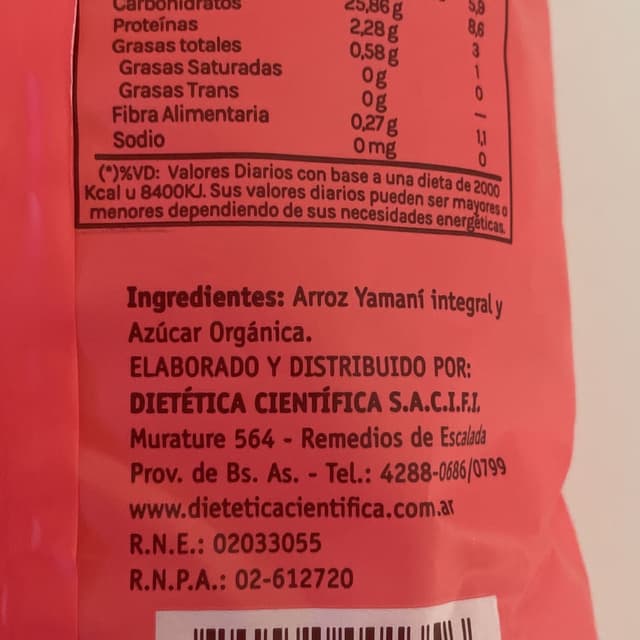 Carbohidratos 25,86 g
Proteínas 2,28 g 5,9
Grasas totales 0,58 g 8,6
Grasas Saturadas 0 g 3
Grasas Trans 0 g 1
Fibra Alimentaria 0,27 g 0
Sodio 0 mg —
1,1
0
(*)%VD: Valores Diarios con base a una dieta de 2000
Kcal u 8400KJ. Sus valores diarios pueden ser mayores o
menores dependiendo de sus necesidades energéticas.
Ingredientes: Arroz Yamaní integral y
Azúcar Orgánica.
ELABORADO Y DISTRIBUIDO POR:
DIETÉTICA CIENTÍFICA S.A.C.I.F.I.
Murature 564 - Remedios de Escalada
Prov. de Bs. As. - Tel.: 4288-0686/0799
www.dieteticacientifica.com.ar
R.N.E.: 02033055
R.N.P.A.: 02-612720